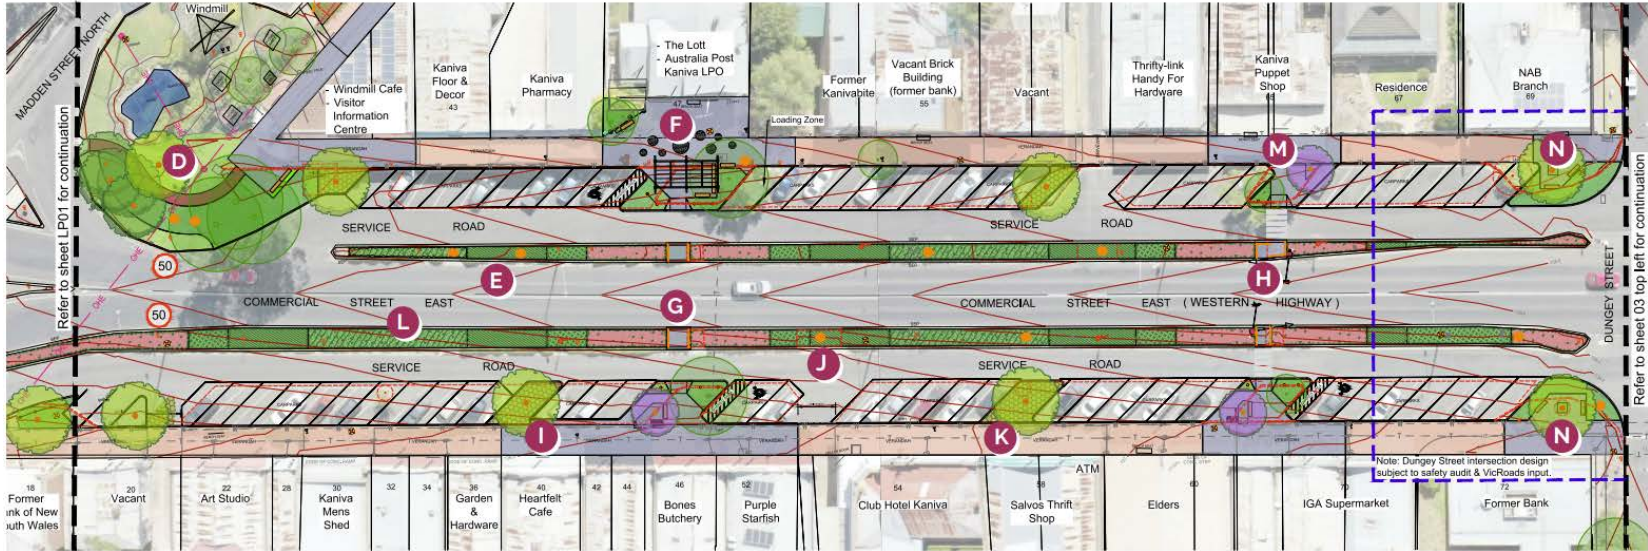 Windmill
MADDEN STREET NORTH
Refer to sheet LP01 for continuation
- Windmill Cafe
- Visitor
Information
Centre
Kaniva
Floor &
Decor
43
Kaniva
Pharmacy
- The Lott
- Australia Post
Kaniva LPO
47
Loading Zone
Former
Kanivabite
Vacant Brick
Building
(former bank)
55
Vacant
Thrifty-link
Handy For
Hardware
Kaniva
Puppet
Shop
Residence
67
NAB
Branch
69
D
F
M
N
SERVICE ROAD
SERVICE ROAD
50
E
H
COMMERCIAL STREET EAST
COMMERCIAL STREET EAST (WESTERN HIGHWAY)
G
50
L
J
SERVICE ROAD
SERVICE ROAD
DUNGEY STREET
Refer to sheet 03 top left for continuation
I
K
N
Note: Dungey Street intersection design
subject to safety audit & VicRoads input.
ATM
18
Former
ank of New
outh Wales
20
Vacant
22
Art Studio
28
30
Kaniva
Mens
Shed
32
34
36
Garden
&
Hardware
40
Heartfelt
Cafe
42
44
46
Bones
Butchery
52
Purple
Starfish
54
Club Hotel Kaniva
58
Salvos Thrift
Shop
60
Elders
70
IGA Supermarket
72
Former Bank